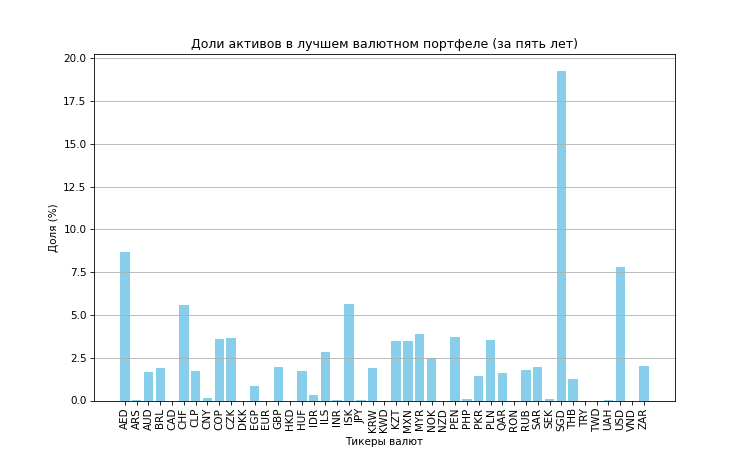 Доли активов в лучшем валютном портфеле (за пять лет)
20.0
17.5
15.0
12.5
10.0
7.5
5.0
2.5
0.0
Доля (%)
AED ARS AUD BRL CAD CHF CLP CNY COP CZK DKK EGP EUR GBP HKD HUF IDR ILS INR ISK JPY KRW KWD KZT MXN MYR NOK NZD PEN PHP PKR PLN QAR RON RUB SAR SEK SGD THB TRY TWD UAH USD VND ZAR
Тикеры валют